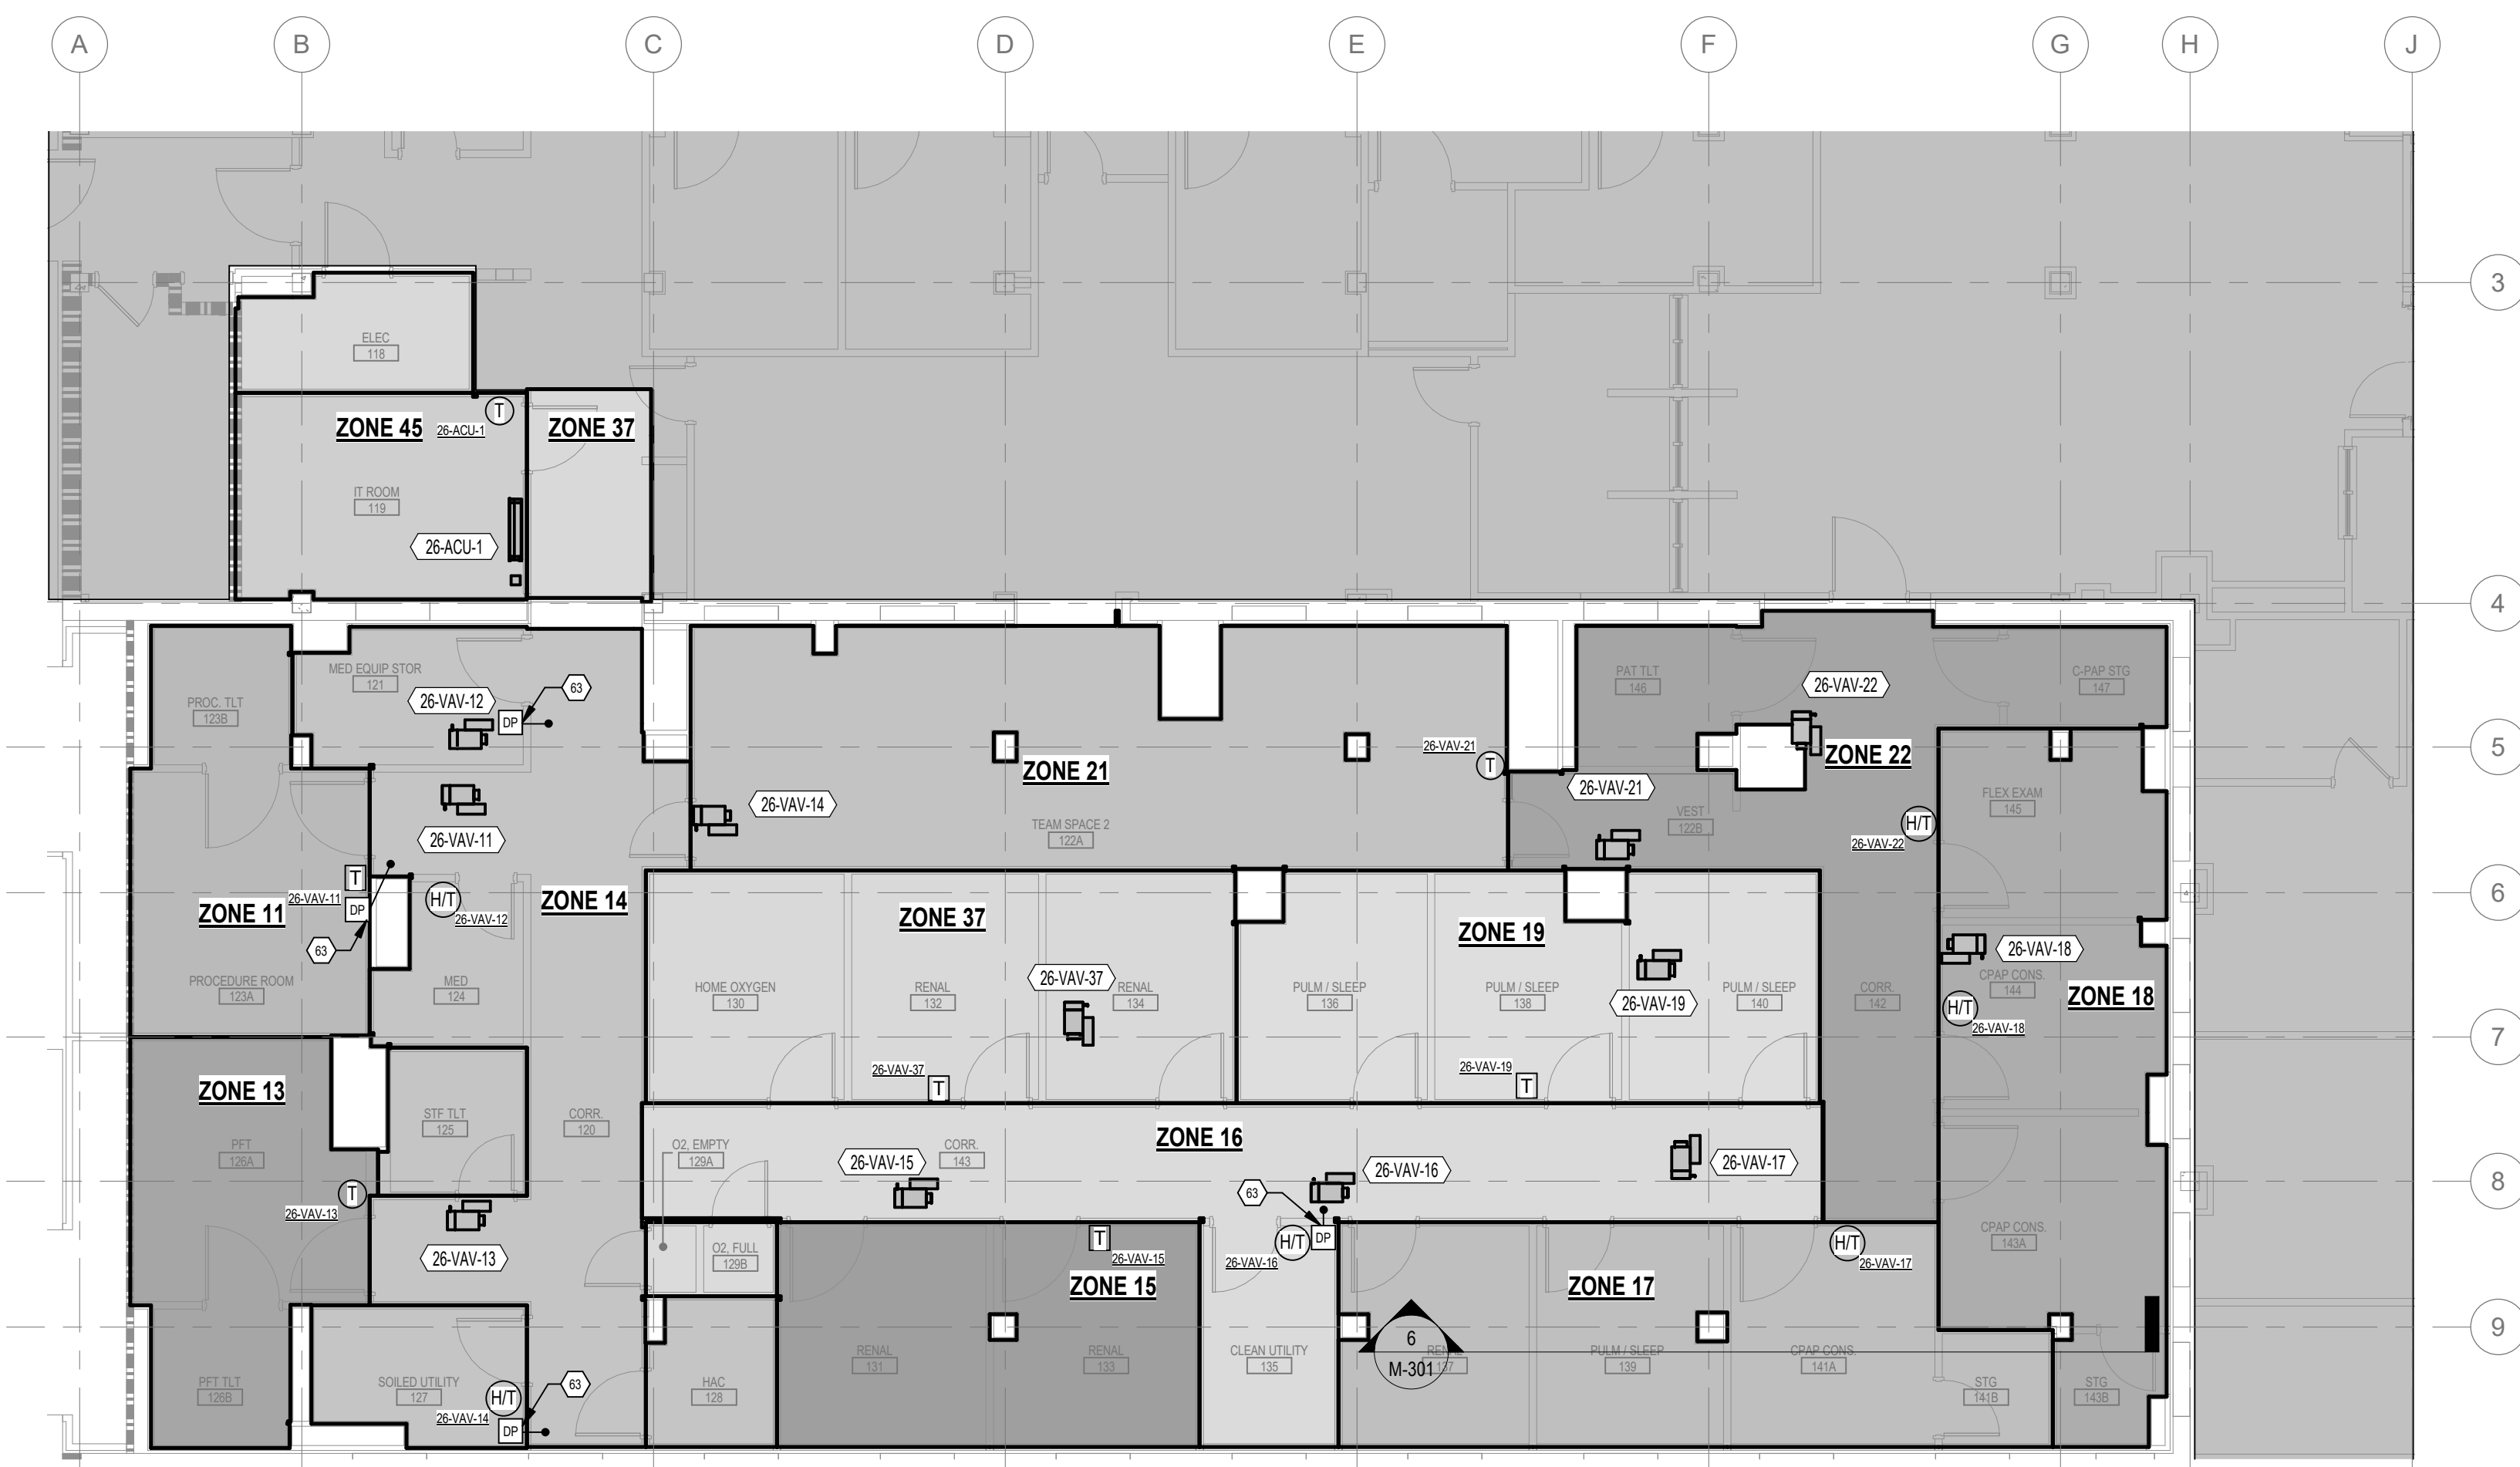 A
B
C
D
E
F
G
H
J
3
ELEC
118
ZONE 45
T
26-ACU-1
ZONE 37
IT ROOM
119
26-ACU-1
4
PROC. TLT
123B
MED EQUIP STOR
121
26-VAV-12
DP
63
PAT TLT
146
26-VAV-22
C-PAP STG
147
5
26-VAV-21
T
ZONE 21
ZONE 22
26-VAV-14
26-VAV-21
TEAM SPACE 2
122A
VEST
122B
FLEX EXAM
145
26-VAV-11
H/T
26-VAV-22
6
T
26-VAV-11
DP
ZONE 11
63
H/T
26-VAV-12
ZONE 14
ZONE 37
ZONE 19
26-VAV-18
PROCEDURE ROOM
123A
MED
124
HOME OXYGEN
130
RENAL
132
26-VAV-37
RENAL
134
PULM / SLEEP
136
PULM / SLEEP
138
26-VAV-19
PULM / SLEEP
140
CORR.
142
CPAP CONS.
144
ZONE 18
H/T
26-VAV-18
7
26-VAV-37
T
26-VAV-19
T
ZONE 13
STF TLT
125
CORR.
120
PFT
126A
O2, EMPTY
129A
CORR.
143
ZONE 16
26-VAV-15
26-VAV-16
26-VAV-17
8
T
26-VAV-13
63
H/T
26-VAV-16
DP
T
26-VAV-15
H/T
26-VAV-17
CPAP CONS.
143A
26-VAV-13
O2, FULL
129B
ZONE 15
ZONE 17
9
6
M-301
PFT TLT
126B
SOILED UTILITY
127
H/T
26-VAV-14
DP
63
HAC
128
RENAL
131
RENAL
133
CLEAN UTILITY
135
RENAL
137
PULM / SLEEP
139
CPAP CONS.
141A
STG
141B
STG
143B